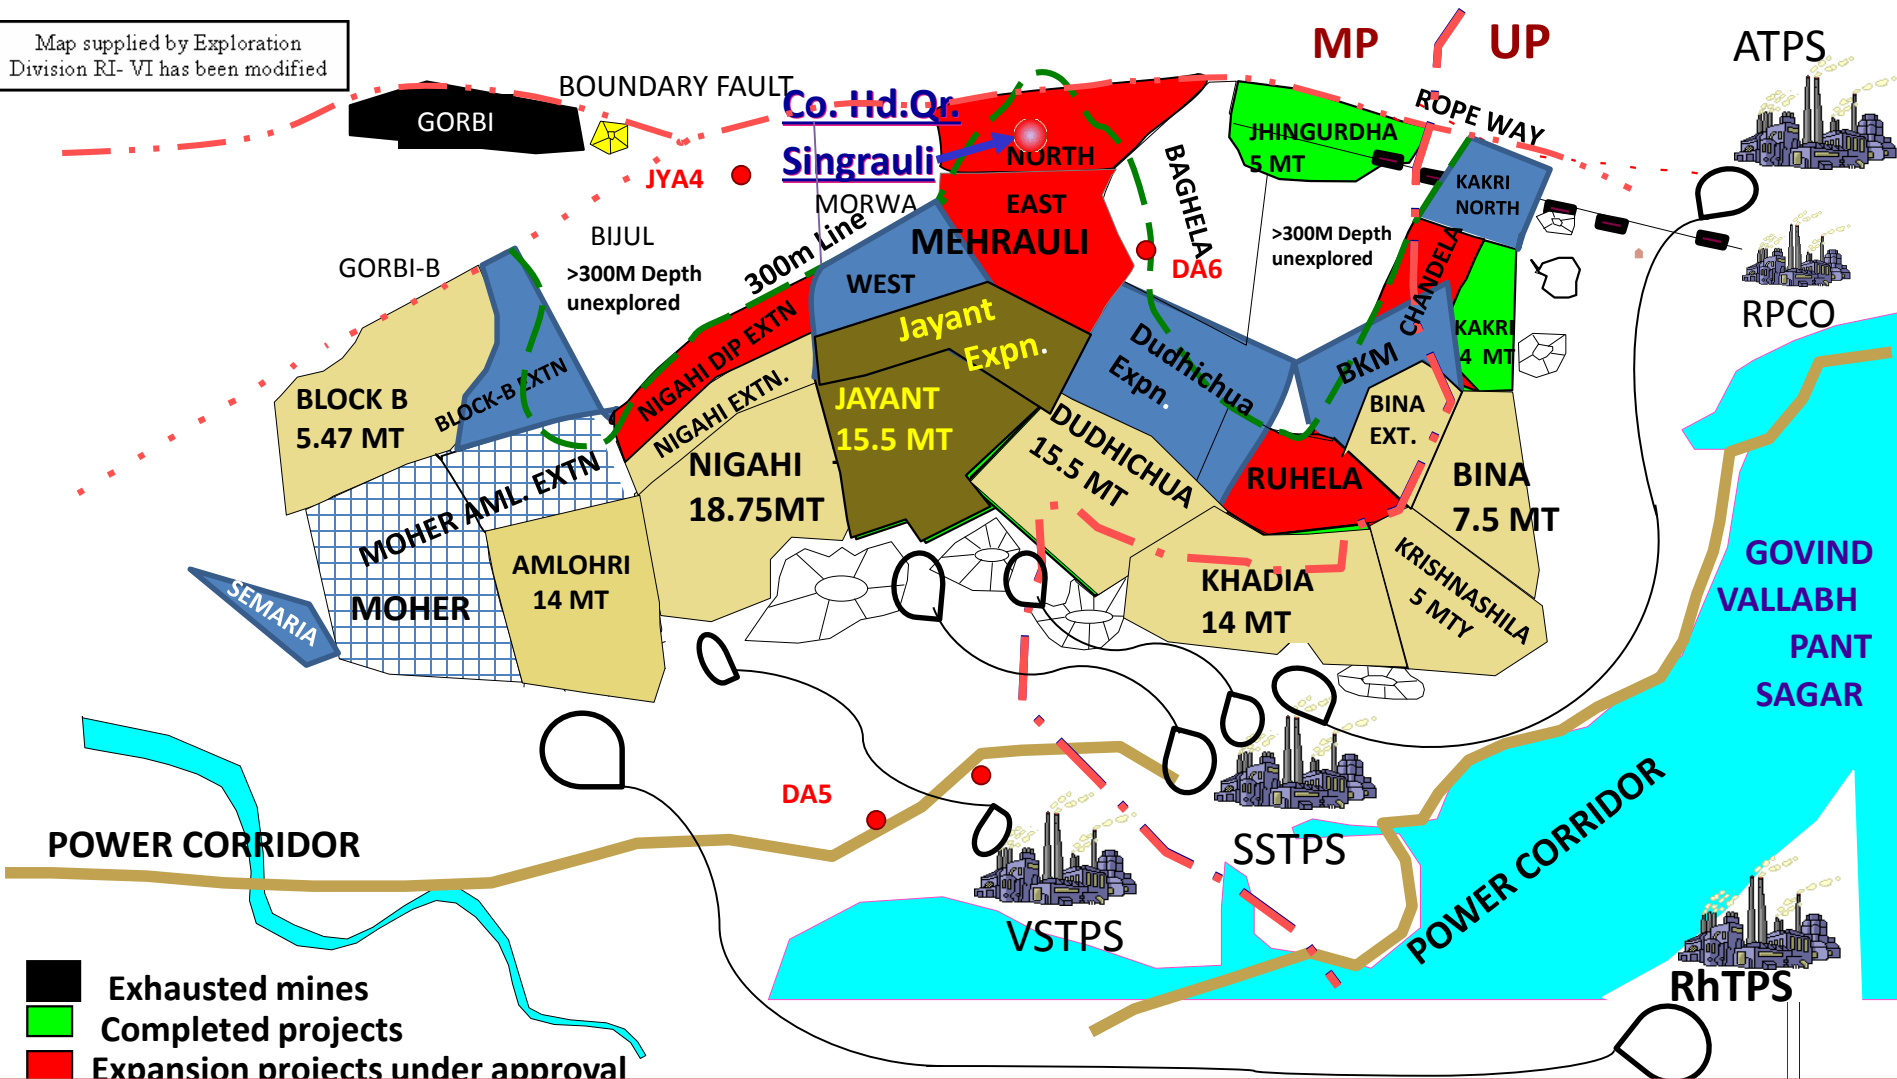 Map supplied by Exploration
Division RI- VI has been modified
MP
UP
ATPS
BOUNDARY FAULT
Co. Hd.Qr.
Singrauli
GORBI
ROPE WAY
JHINGURDHA
5 MT
NORTH
JYA4
BAGHELA
KAKRI
NORTH
MORWA
EAST
MEHRAULI
BIJUL
>300M Depth
unexplored
GORBI-B
300m Line
>300M Depth
unexplored
DA6
CHANDELA
WEST
RPCO
Jayant
Expn.
KAKRI
4 MT
NIGAHI DIP EXTN
Dudhichua
Expn.
BKM
BLOCK B
5.47 MT
BLOCK-B EXTN
NIGAHI EXTN.
JAYANT
15.5 MT
BINA
EXT.
DUDHICHUA
15.5 MT
NIGAHI
18.75MT
RUHELA
BINA
7.5 MT
MOHER AML. EXTN
AMLOHRI
14 MT
MOHER
SEMARIA
KHADIA
14 MT
KRISHNASHILA
5 MTY
GOVIND
VALLABH
PANT
SAGAR
DA5
POWER CORRIDOR
SSTPS
POWER CORRIDOR
VSTPS
RhTPS
Exhausted mines
Completed projects
Expansion projects under approval